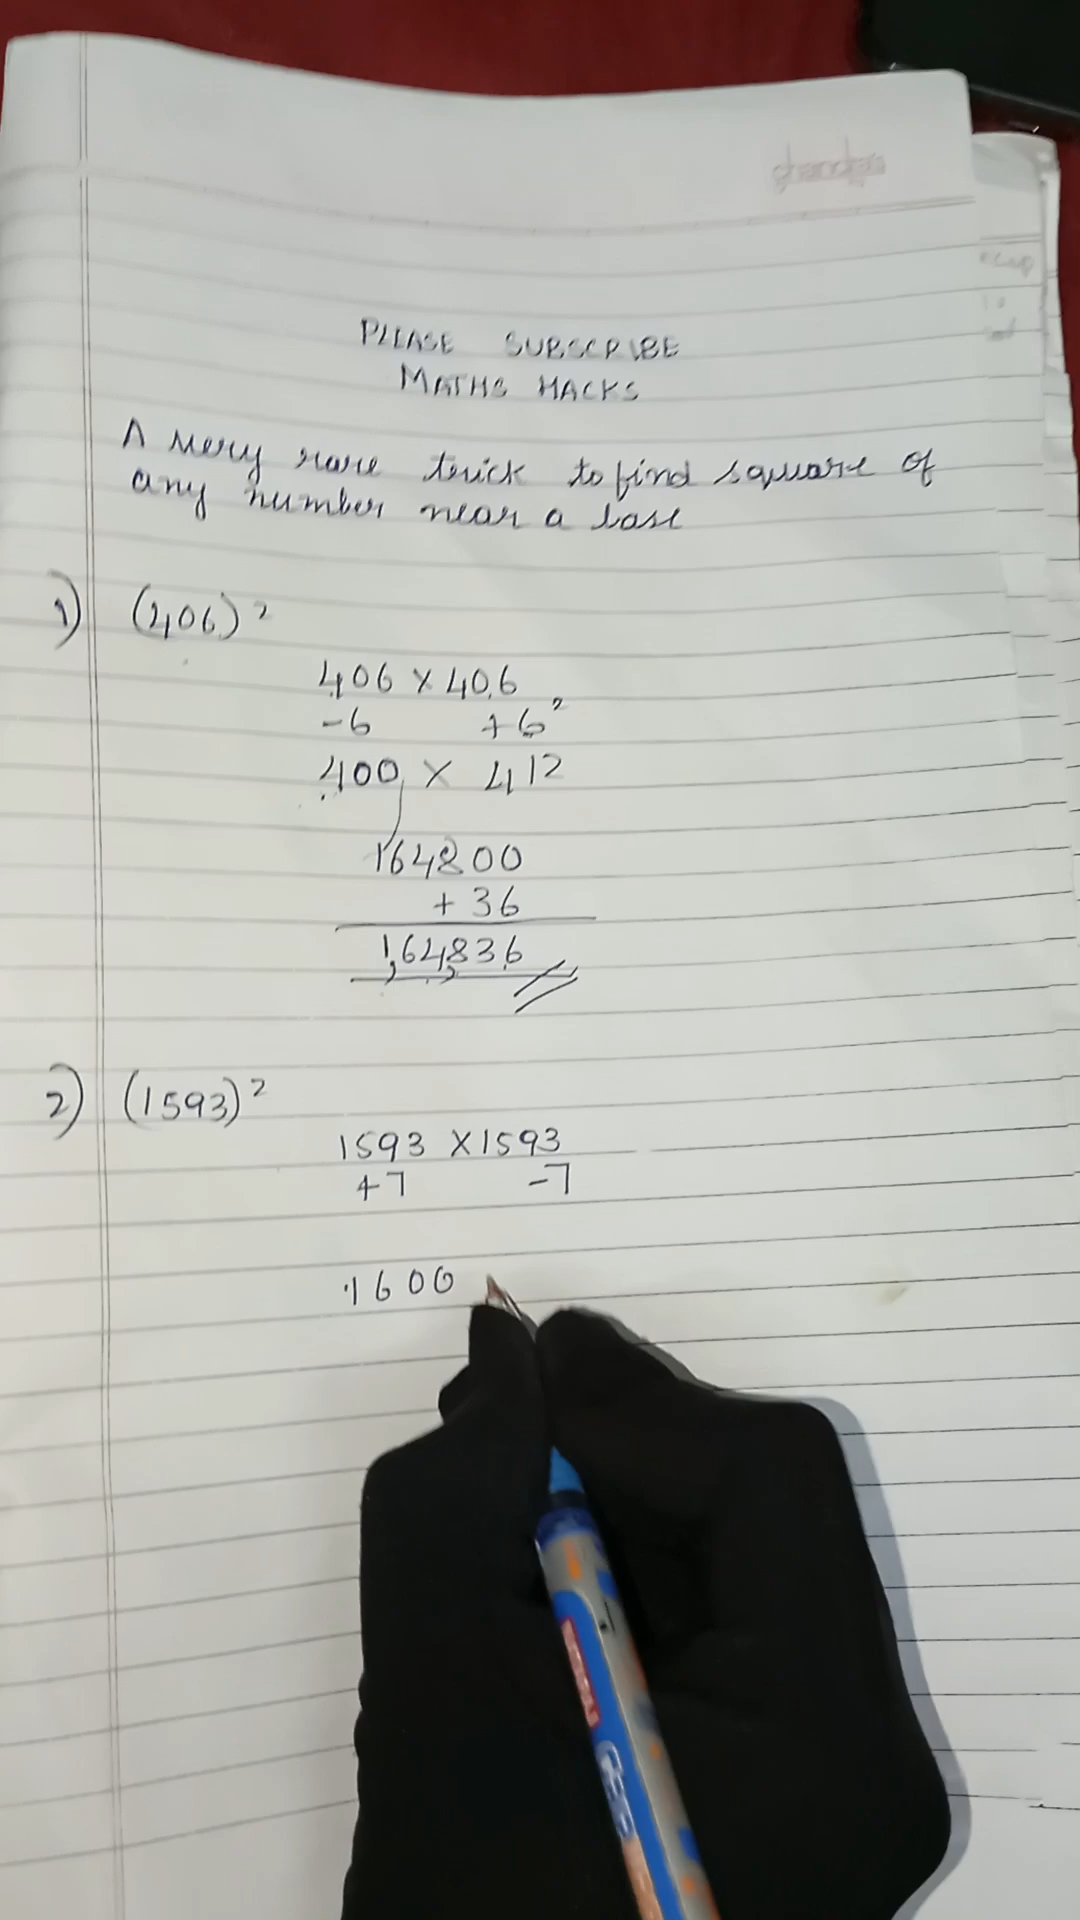 PLEASE SUBSCRIBE
MATHS HACKS
A very rare trick to find square of
any number near a base
1) (406)²
406 × 406
-6 +6²
400 × 412
164800
+ 36
1,64,836
2) (1593)²
1593 × 1593
+7 -7
1600